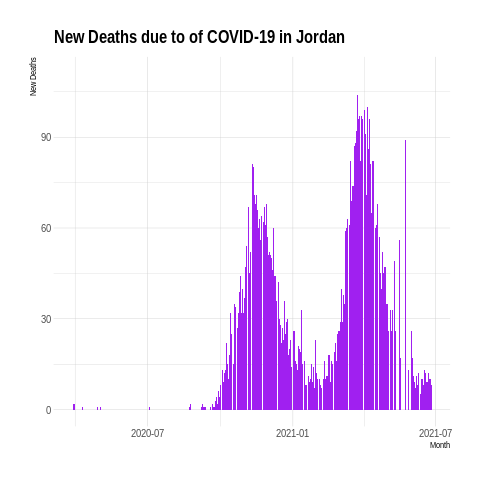 New Deaths due to of COVID-19 in Jordan
New Deaths
90
60
30
0
2020-07
2021-01
2021-07
Month